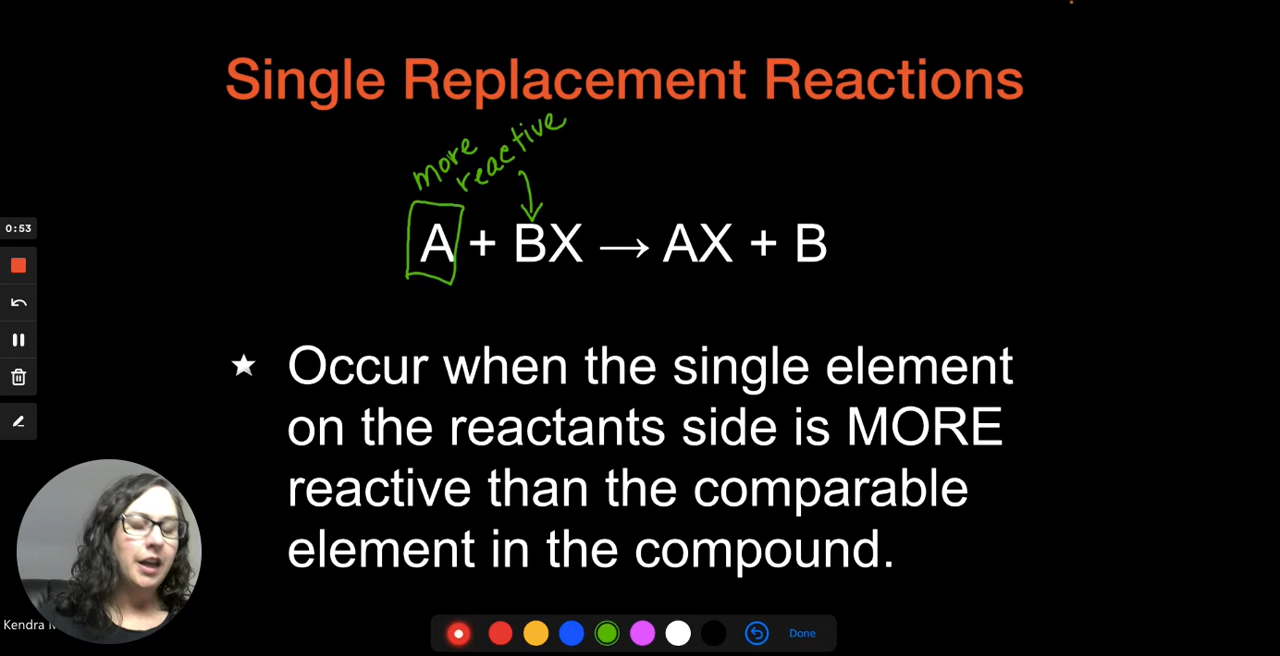 Single Replacement Reactions
more
reactive
A + BX → AX + B
0:53
★ Occur when the single element
on the reactants side is MORE
reactive than the comparable
element in the compound.
Kendra
Done